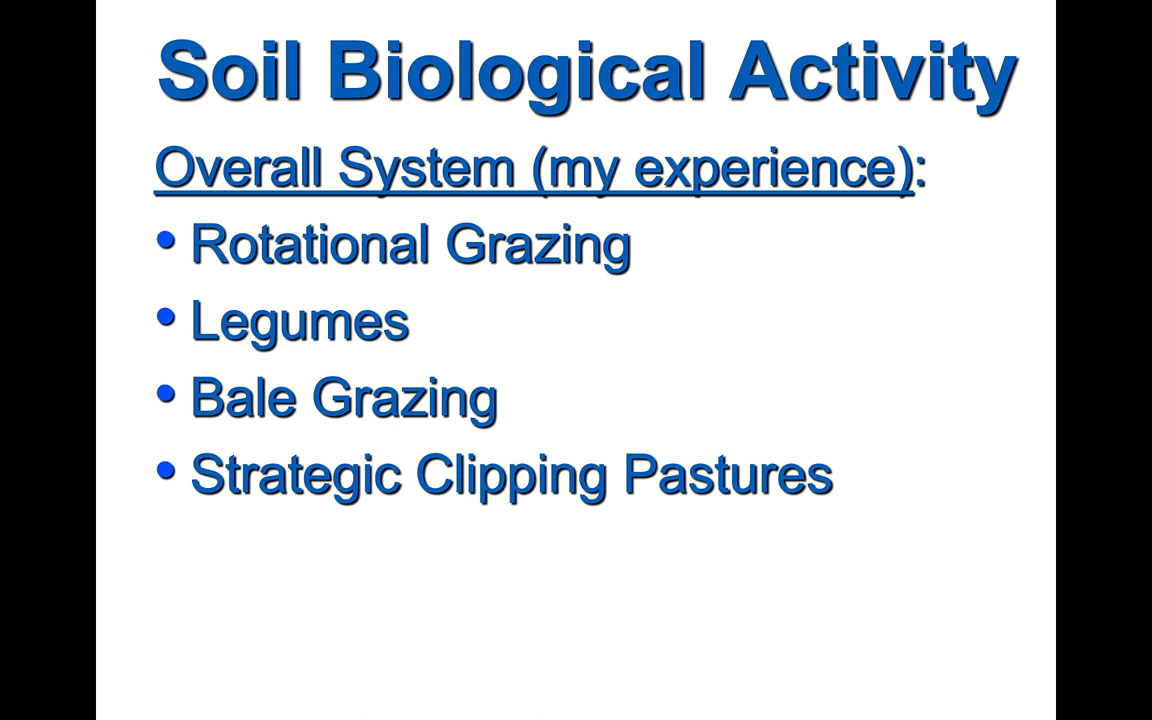 Soil Biological Activity
Overall System (my experience):
• Rotational Grazing
• Legumes
• Bale Grazing
• Strategic Clipping Pastures